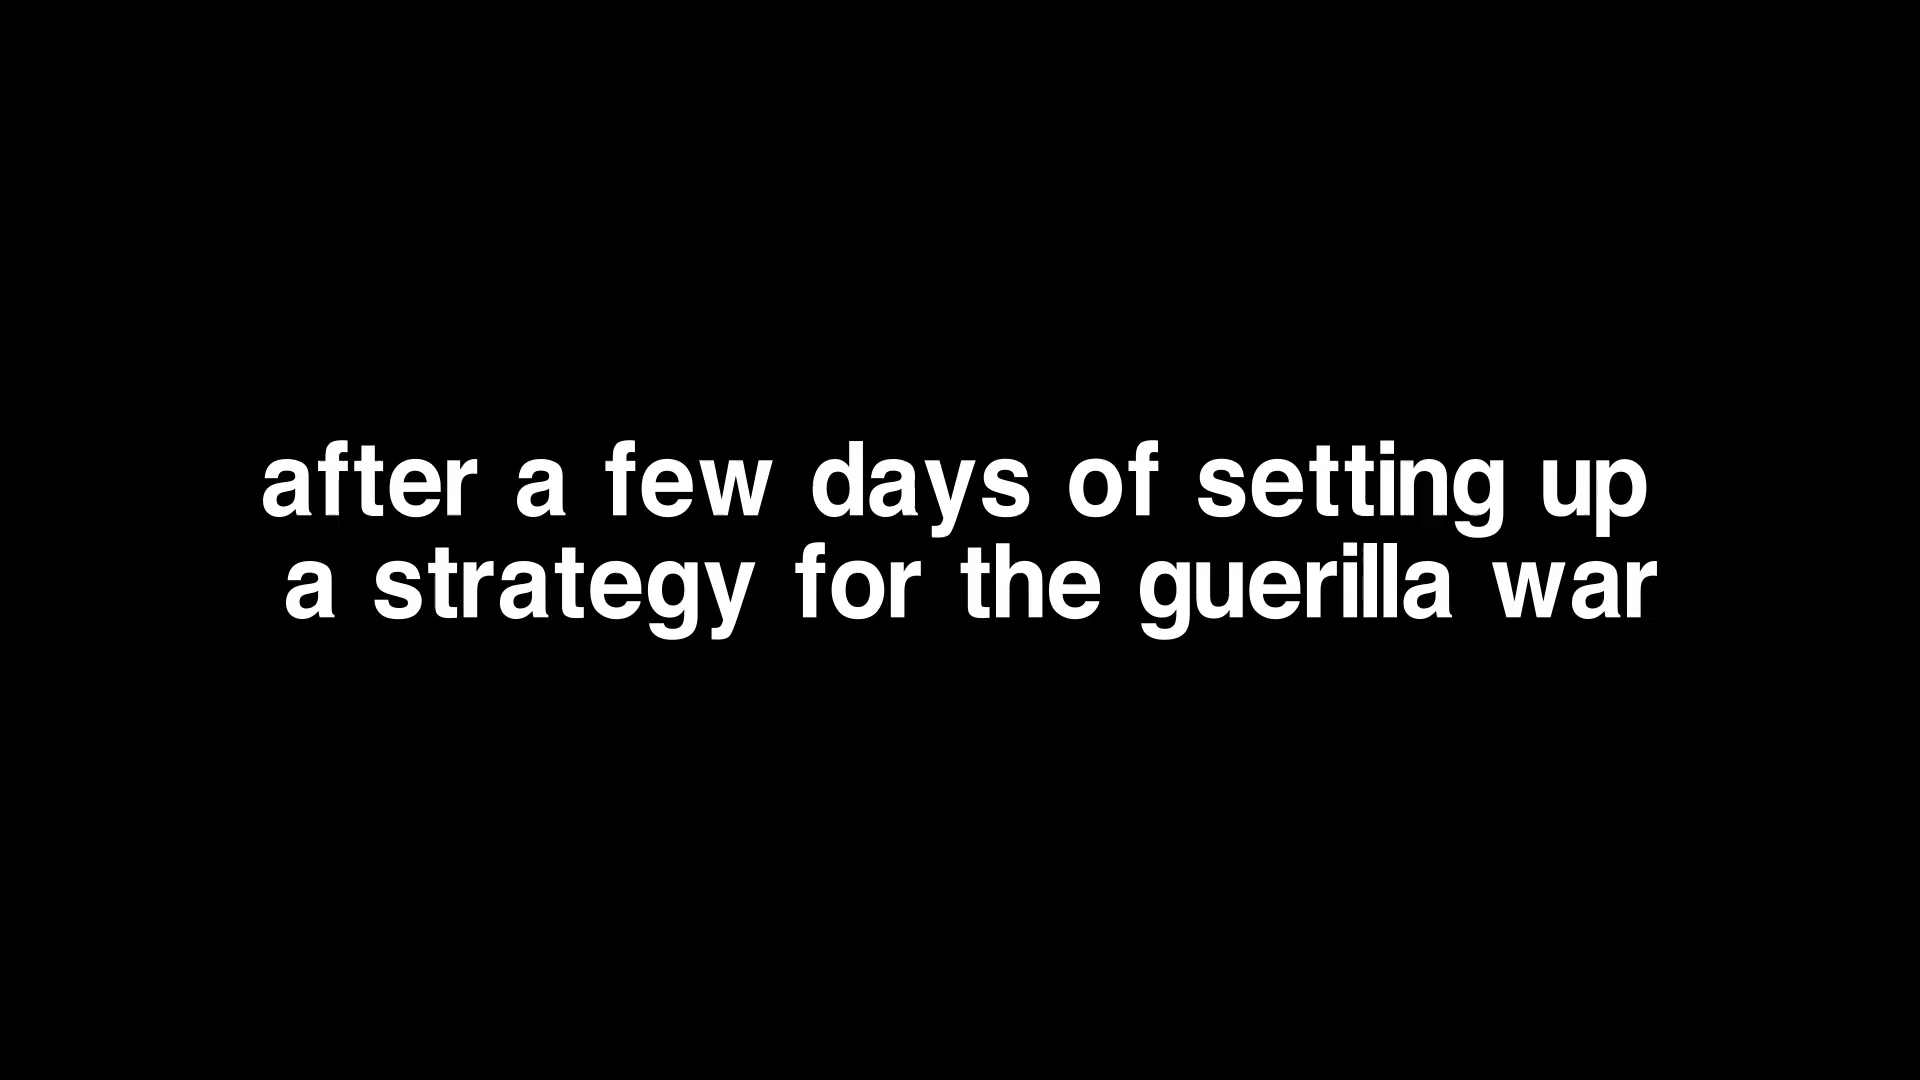 after a few days of setting up
a strategy for the guerilla war